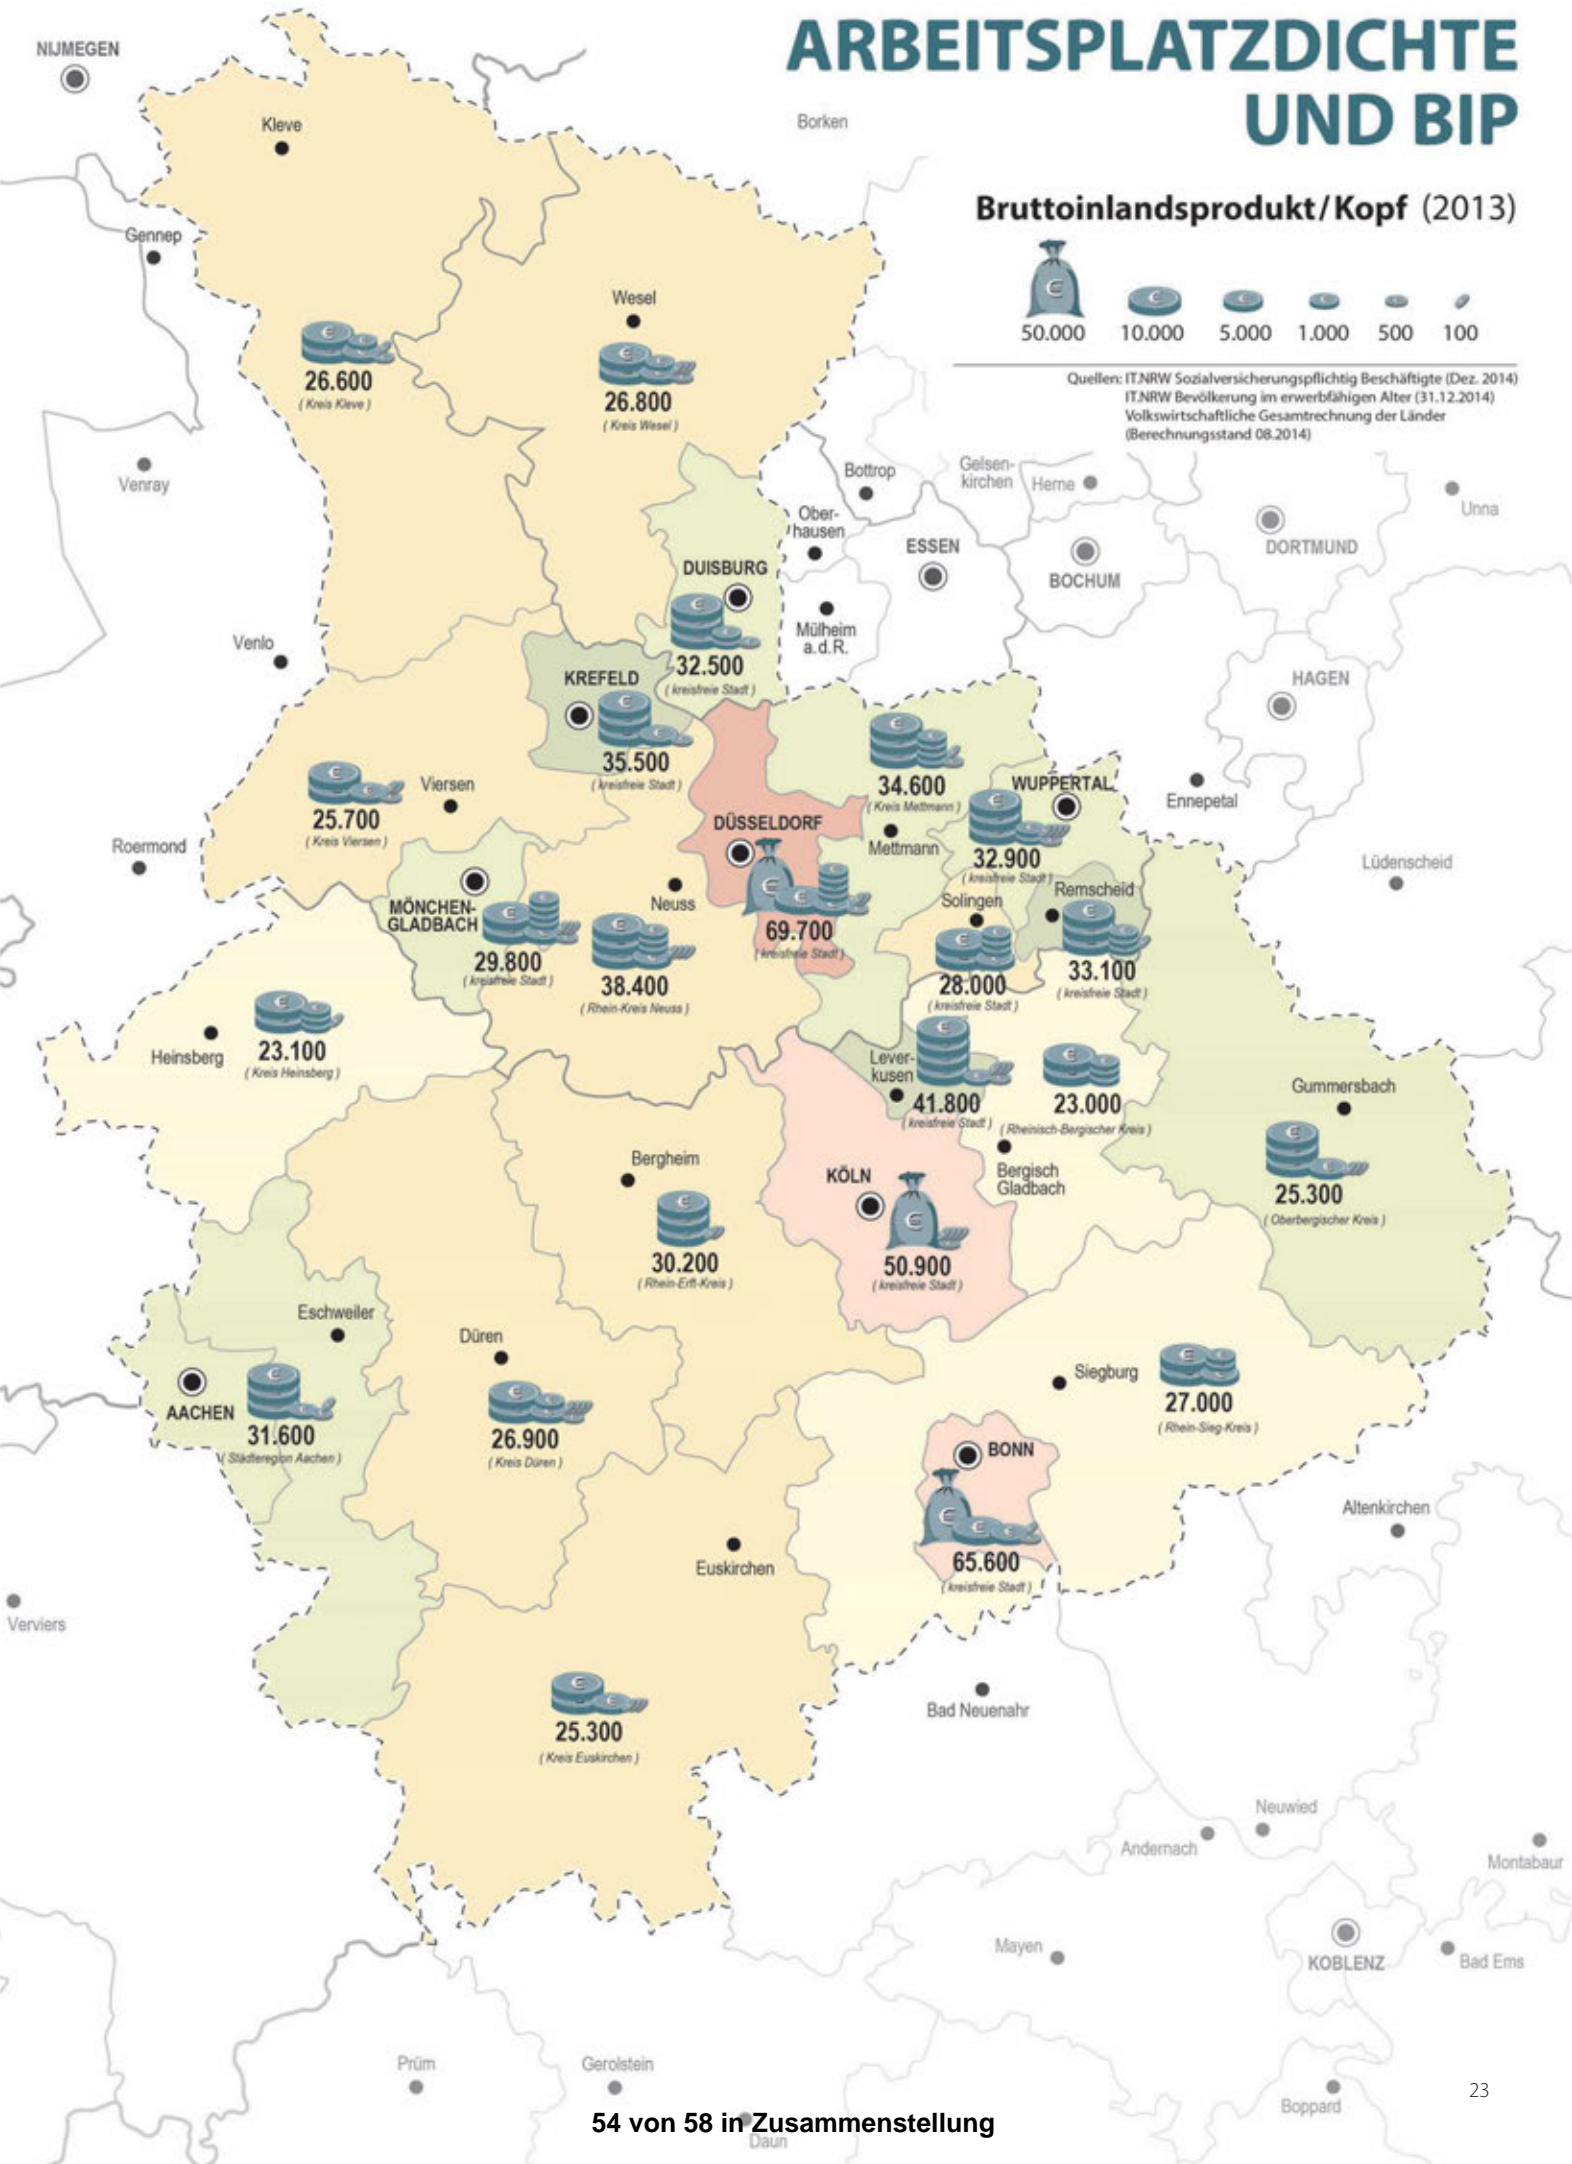 ARBEITSPLATZDICHTE
UND BIP
Bruttoinlandsprodukt/Kopf (2013)
50.000 10.000 5.000 1.000 500 100
Quellen: IT.NRW Sozialversicherungspflichtig Beschäftigte (Dez. 2014)
IT.NRW Bevölkerung im erwerbfähigen Alter (31.12.2014)
Volkswirtschaftliche Gesamtrechnung der Länder
(Berechnungsstand 08.2014)
NIJMEGEN
Kleve
Borken
Gennep
Wesel
26.600
( Kreis Kleve )
26.800
( Kreis Wesel )
Venray
Bottrop
Gelsen-
kirchen
Herne
Unna
Ober-
hausen
ESSEN
DORTMUND
BOCHUM
DUISBURG
Mülheim
a.d.R.
Venlo
32.500
( kreisfreie Stadt )
KREFELD
HAGEN
35.500
( kreisfreie Stadt )
34.600
( Kreis Mettmann )
Mettmann
WUPPERTAL
Ennepetal
25.700
( Kreis Viersen )
Viersen
DÜSSELDORF
32.900
( kreisfreie Stadt )
Roermond
Lüdenscheid
MÖNCHEN-
GLADBACH
Neuss
Solingen
Remscheid
29.800
( kreisfreie Stadt )
38.400
( Rhein-Kreis Neuss )
69.700
( kreisfreie Stadt )
28.000
( kreisfreie Stadt )
33.100
( kreisfreie Stadt )
Heinsberg
23.100
( Kreis Heinsberg )
Lever-
kusen
41.800
( kreisfreie Stadt )
23.000
( Rheinisch-Bergischer Kreis )
Gummersbach
Bergheim
KÖLN
Bergisch
Gladbach
25.300
( Oberbergischer Kreis )
30.200
( Rhein-Erft-Kreis )
50.900
( kreisfreie Stadt )
Eschweiler
Düren
Siegburg
AACHEN
31.600
( Städteregion Aachen )
26.900
( Kreis Düren )
27.000
( Rhein-Sieg-Kreis )
BONN
65.600
( kreisfreie Stadt )
Altenkirchen
Euskirchen
Verviers
25.300
( Kreis Euskirchen )
Bad Neuenahr
Neuwied
Andernach
Montabaur
Mayen
KOBLENZ
Bad Ems
Prüm
Gerolstein
Boppard
23
54 von 58 in Zusammenstellung
Daun